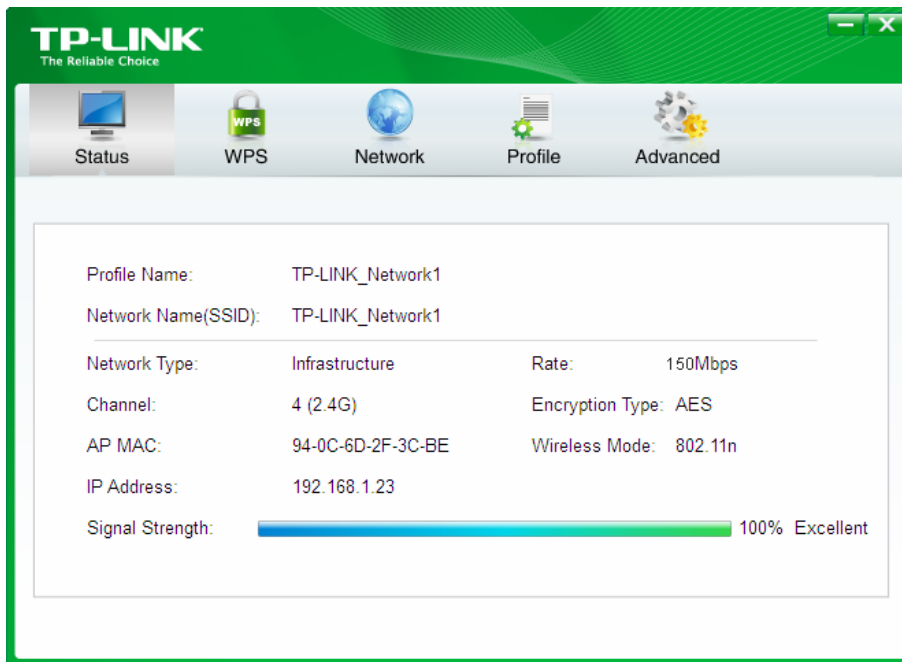 TP-LINK
The Reliable Choice
WPS
Status WPS Network Profile Advanced
Profile Name: TP-LINK_Network1
Network Name(SSID): TP-LINK_Network1
Network Type: Infrastructure Rate: 150Mbps
Channel: 4 (2.4G) Encryption Type: AES
AP MAC: 94-0C-6D-2F-3C-BE Wireless Mode: 802.11n
IP Address: 192.168.1.23
Signal Strength: 100% Excellent